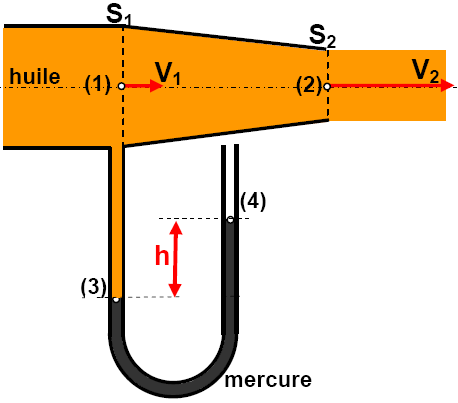 S1
S2
huile
(1)
V1
(2)
V2
(4)
h
(3)
mercure